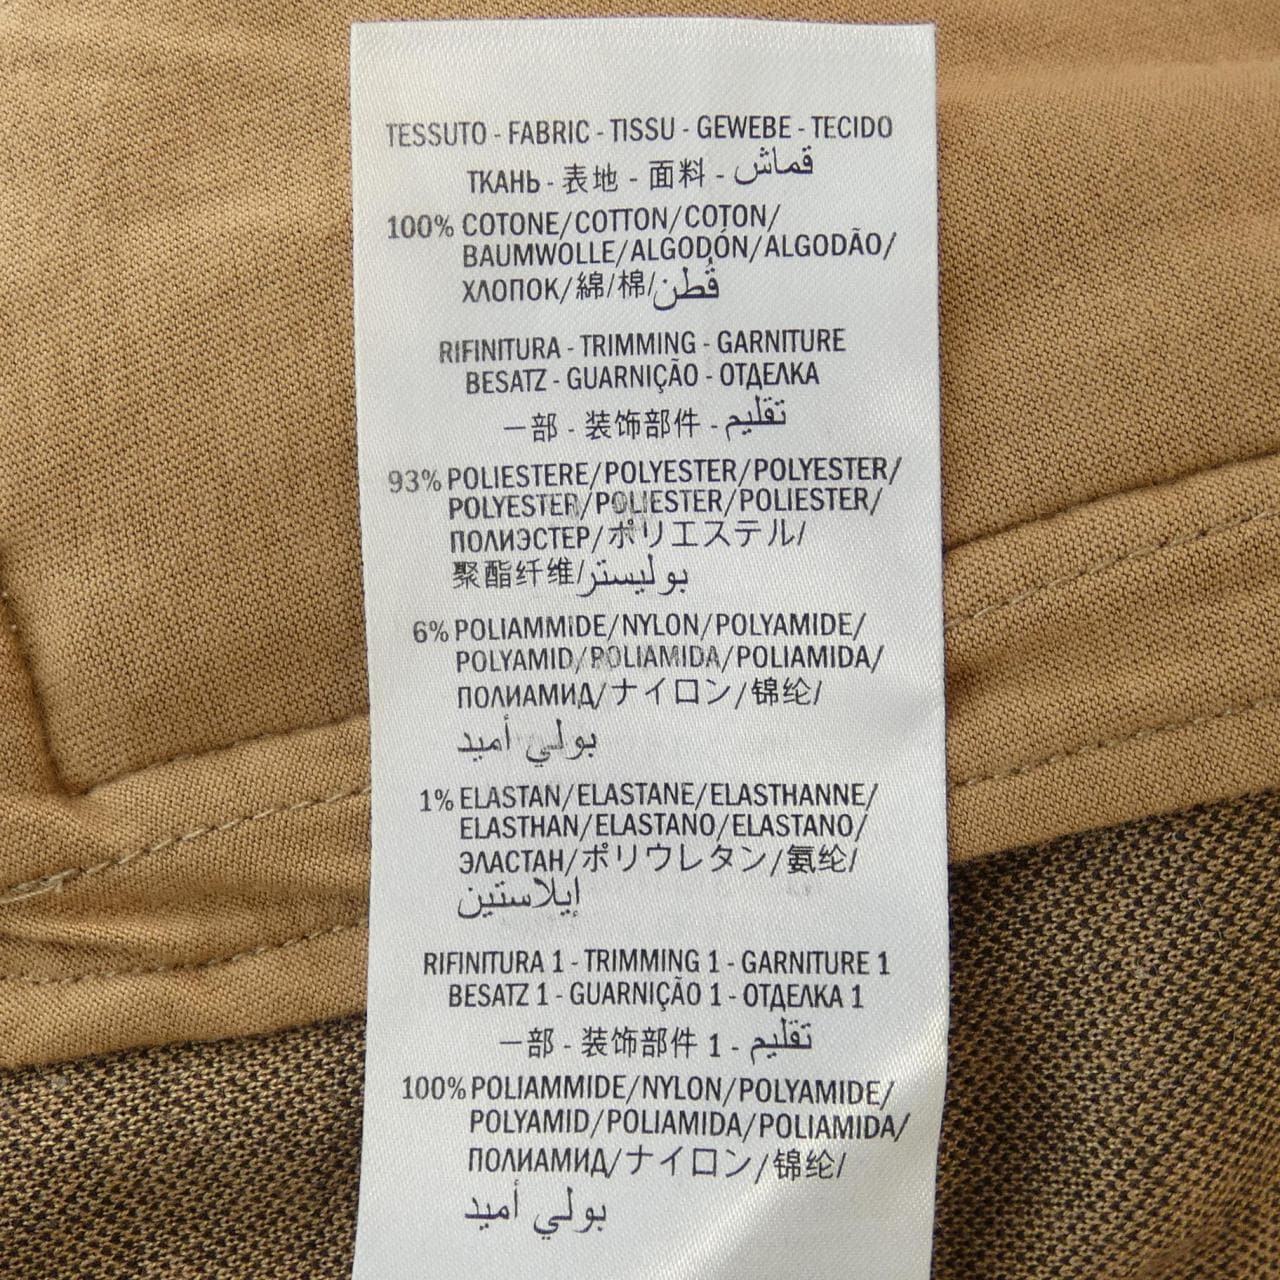 TESSUTO - FABRIC - TISSU - GEWEBE - TECIDO
ТКАНЬ - 表地 - 面料 - قماش
100% COTONE/COTTON/COTON/
BAUMWOLLE/ALGODÓN/ALGODÃO/
ХЛОПОК/綿/棉/قُطن
RIFINITURA - TRIMMING - GARNITURE
BESATZ - GUARNIÇÃO - ОТДЕЛКА
一部 - 装饰部件 - تقليم
93% POLIESTERE/POLYESTER/POLYESTER/
POLYESTER/POLIESTER/POLIESTER/
ПОЛИЭСТЕР/ポリエステル/
聚酯纤维/بوليستر
6% POLIAMMIDE/NYLON/POLYAMIDE/
POLYAMID/POLIAMIDA/POLIAMIDA/
ПОЛИАМИД/ナイロン/锦纶/
بولي أميد
1% ELASTAN/ELASTANE/ELASTHANNE/
ELASTHAN/ELASTANO/ELASTANO/
ЭЛАСТАН/ポリウレタン/氨纶/
إيلاستين
RIFINITURA 1 - TRIMMING 1 - GARNITURE 1
BESATZ 1 - GUARNIÇÃO 1 - ОТДЕЛКА 1
一部 - 装饰部件 1 - تقليم
100% POLIAMMIDE/NYLON/POLYAMIDE/
POLYAMID/POLIAMIDA/POLIAMIDA/
ПОЛИАМИД/ナイロン/锦纶/
بولي أميد